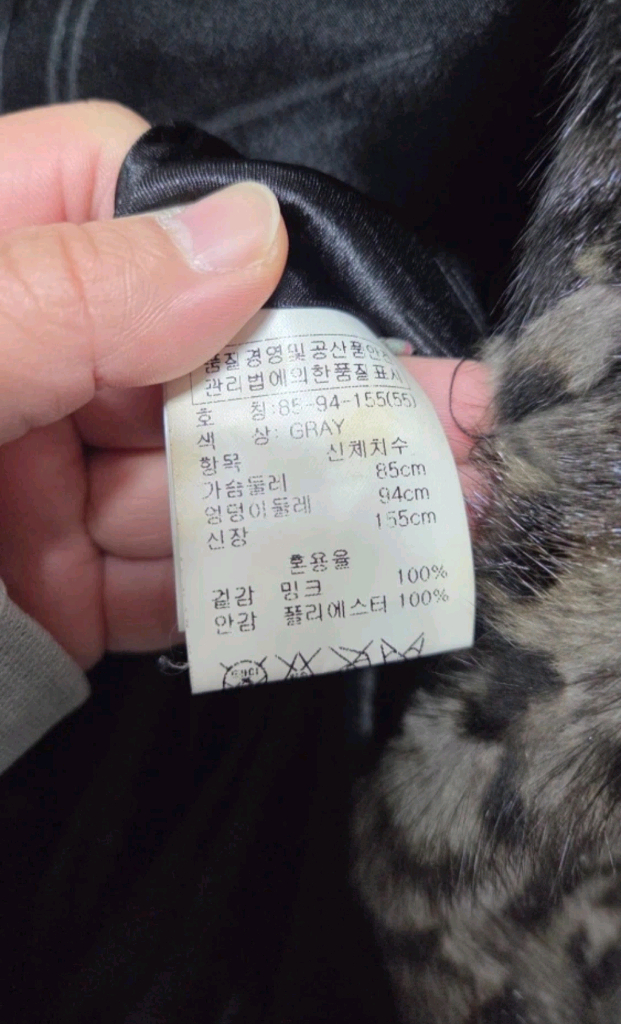 품질경영및공산품안전
관리법에의한품질표시
호 칭:85-94-155(55)
색 상: GRAY
항목 신체치수
가슴둘레 85cm
엉덩이둘레 94cm
신장 155cm
혼용율
겉감 밍크 100%
안감 폴리에스터 100%